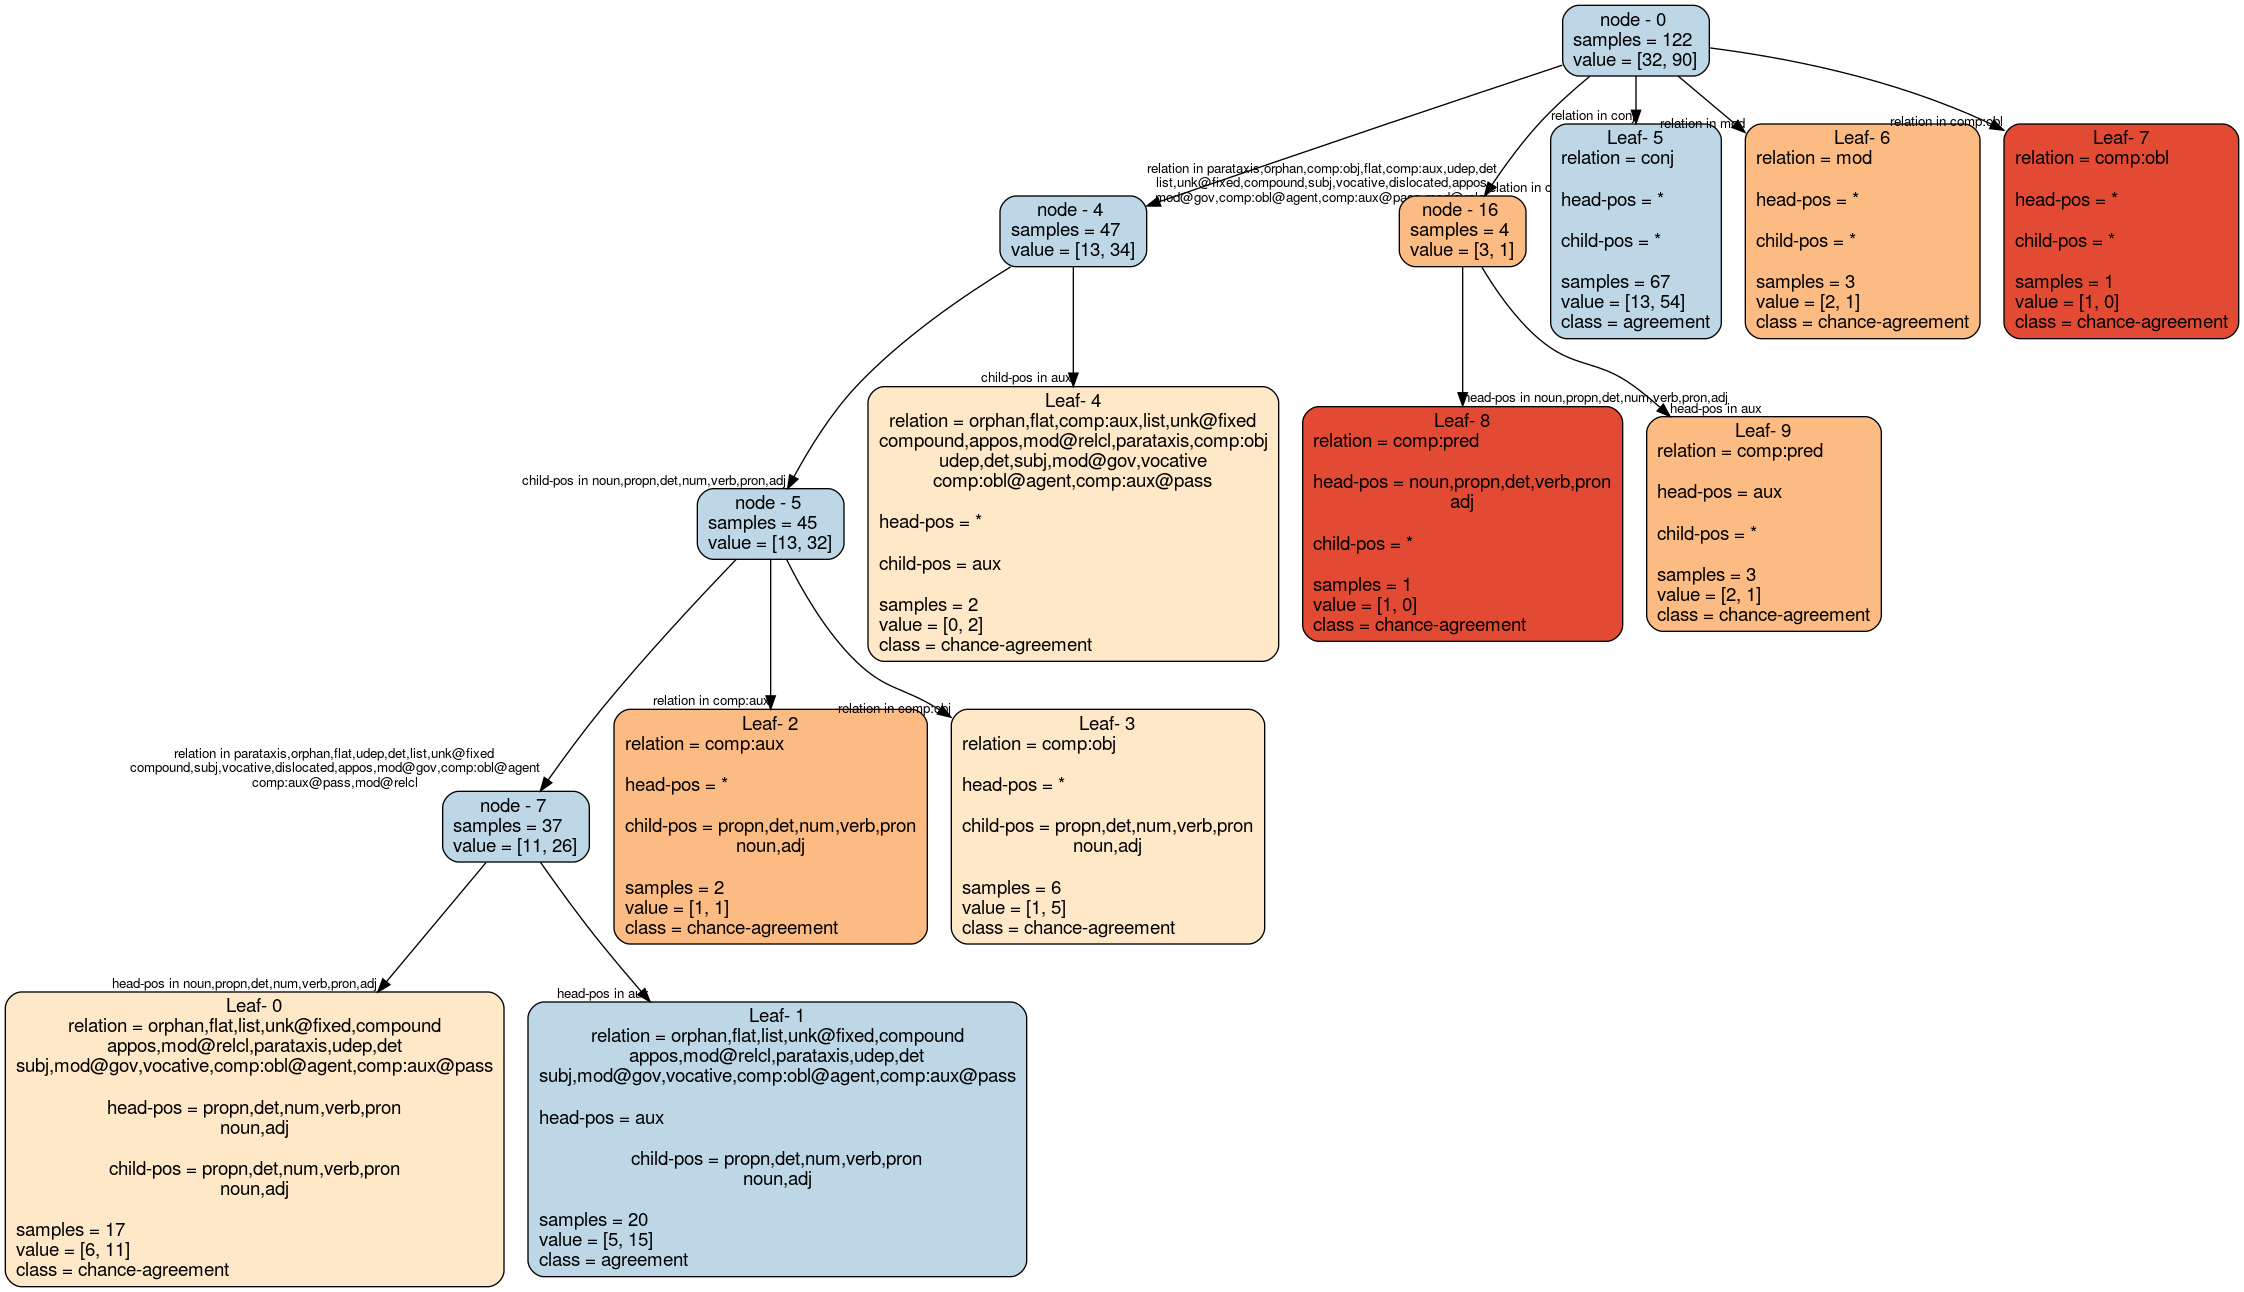 node - 0
samples = 122
value = [32, 90]
relation in conj
relation in mod
relation in comp:obl
Leaf- 5
relation = conj
head-pos = *
child-pos = *
samples = 67
value = [13, 54]
class = agreement
Leaf- 6
relation = mod
head-pos = *
child-pos = *
samples = 3
value = [2, 1]
class = chance-agreement
Leaf- 7
relation = comp:obl
head-pos = *
child-pos = *
samples = 1
value = [1, 0]
class = chance-agreement
relation in parataxis,orphan,comp:obj,flat,comp:aux,udep,det
list,unk@fixed,compound,subj,vocative,dislocated,appos
mod@gov,comp:obl@agent,comp:aux@pass
relation in
node - 4
samples = 47
value = [13, 34]
node - 16
samples = 4
value = [3, 1]
child-pos in aux
Leaf- 4
relation = orphan,flat,comp:aux,list,unk@fixed
compound,appos,mod@relcl,parataxis,comp:obj
udep,det,subj,mod@gov,vocative
comp:obl@agent,comp:aux@pass
head-pos = *
child-pos = aux
samples = 2
value = [0, 2]
class = chance-agreement
head-pos in noun,propn,det,num,verb,pron,adj
Leaf- 8
relation = comp:pred
head-pos = noun,propn,det,verb,pron
adj
child-pos = *
samples = 1
value = [1, 0]
class = chance-agreement
head-pos in aux
Leaf- 9
relation = comp:pred
head-pos = aux
child-pos = *
samples = 3
value = [2, 1]
class = chance-agreement
child-pos in noun,propn,det,num,verb,pron,adj
node - 5
samples = 45
value = [13, 32]
relation in comp:aux
Leaf- 2
relation = comp:aux
head-pos = *
child-pos = propn,det,num,verb,pron
noun,adj
samples = 2
value = [1, 1]
class = chance-agreement
relation in comp:obj
Leaf- 3
relation = comp:obj
head-pos = *
child-pos = propn,det,num,verb,pron
noun,adj
samples = 6
value = [1, 5]
class = chance-agreement
relation in parataxis,orphan,flat,udep,det,list,unk@fixed
compound,subj,vocative,dislocated,appos,mod@gov,comp:obl@agent
comp:aux@pass,mod@relcl
node - 7
samples = 37
value = [11, 26]
head-pos in noun,propn,det,num,verb,pron,adj
Leaf- 0
relation = orphan,flat,list,unk@fixed,compound
appos,mod@relcl,parataxis,udep,det
subj,mod@gov,vocative,comp:obl@agent,comp:aux@pass
head-pos = propn,det,num,verb,pron
noun,adj
child-pos = propn,det,num,verb,pron
noun,adj
samples = 17
value = [6, 11]
class = chance-agreement
head-pos in aux
Leaf- 1
relation = orphan,flat,list,unk@fixed,compound
appos,mod@relcl,parataxis,udep,det
subj,mod@gov,vocative,comp:obl@agent,comp:aux@pass
head-pos = aux
child-pos = propn,det,num,verb,pron
noun,adj
samples = 20
value = [5, 15]
class = agreement